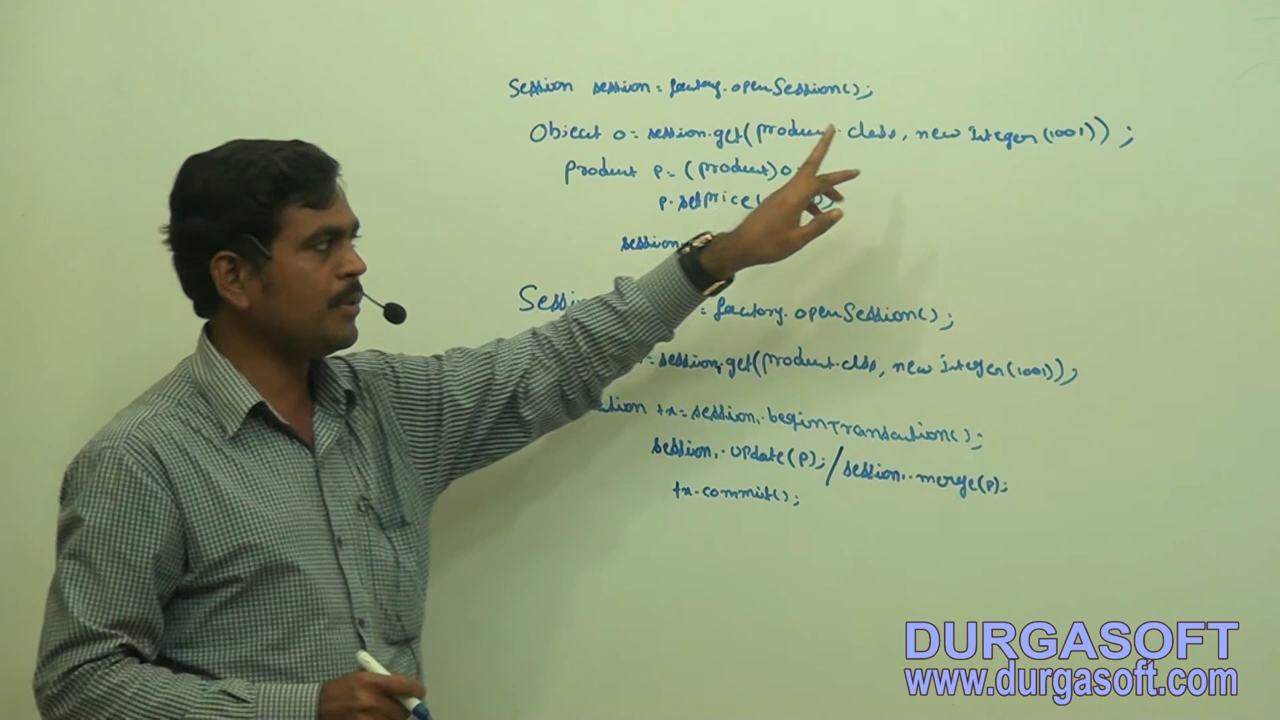 Session session = factory.openSession();
Object o = session.get(product.class, new Integer(1001));
Product p = (product)o
p.setprice(
session.
= factory.openSession();
= session.get(product.clss, new Integer(1001));
tx = session.beginTransaction();
session.update(p); / session.merge(p);
tx.commit();
DURGASOFT
www.durgasoft.com